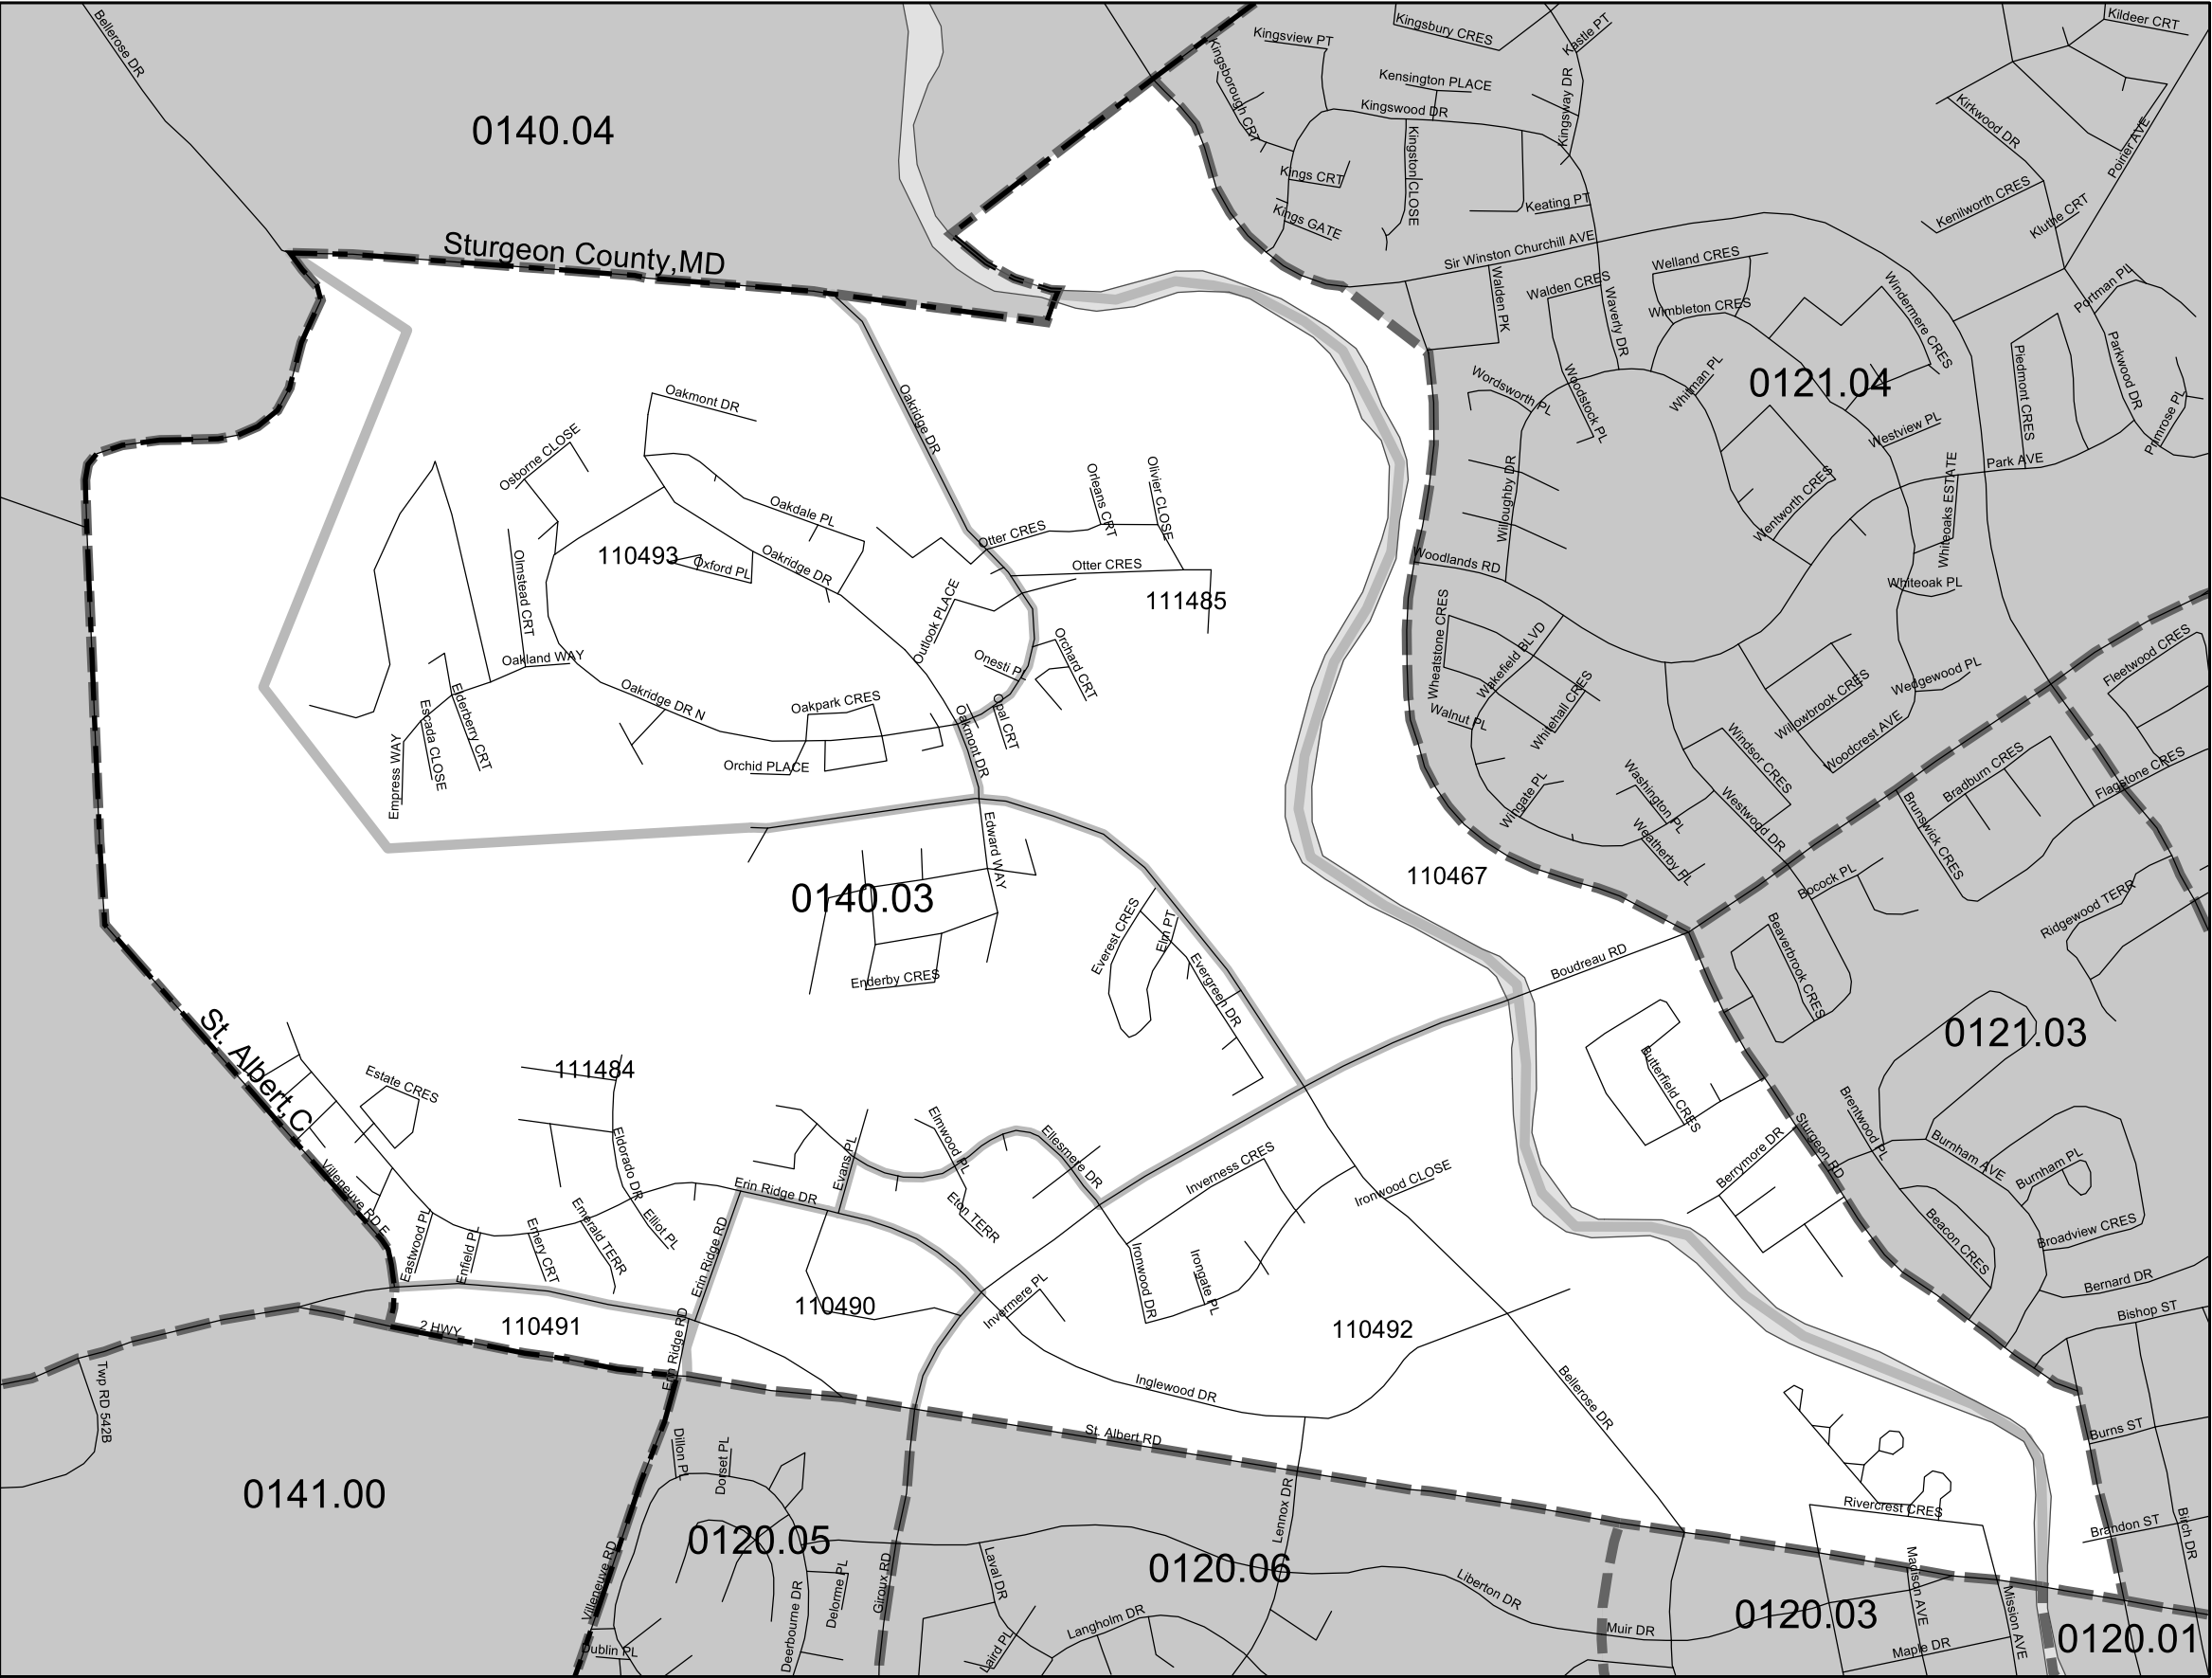 Bellerose DR
0140.04
Kingsview PT
Kingsbury CRES
Kastle PT
Kildeer CRT
Kingsborough CRT
Kensington PLACE
Kingswood DR
Kingsway DR
Kirkwood DR
Poirier AVE
Kings CRT
Kingston CLOSE
Keating PT
Kings GATE
Kenilworth CRES
Kluthe CRT
Sturgeon County,MD
Sir Winston Churchill AVE
Walden PK
Walden CRES
Welland CRES
Wimbleton CRES
Waverly DR
Windermere CRES
Portman PL
Parkwood DR
Piedmont CRES
Primrose PL
0121.04
Wordsworth PL
Woodstock PL
Whitman PL
Westview PL
Park AVE
Oakmont DR
Oakridge DR
Osborne CLOSE
Oakdale PL
Orleans CRT
Olivier CLOSE
Willoughby DR
Wentworth CRES
Whiteoaks ESTATE
Otter CRES
110493
Oxford PL
Oakridge DR
Olmstead CRT
Otter CRES
111485
Woodlands RD
Whiteoak PL
Outlook PLACE
Onesti PL
Orchard CRT
Wheatstone CRES
Wakefield BLVD
Whitehall CRES
Walnut PL
Willowbrook CRES
Wedgewood PL
Woodcrest AVE
Fleetwood CRES
Flagstone CRES
Oakland WAY
Elderberry CRT
Escada CLOSE
Empress WAY
Oakridge DR N
Oakpark CRES
Orchid PLACE
Opal CRT
Oakmont DR
Windsor CRES
Washington PL
Wingate PL
Weatherby PL
Westwood DR
Bradburn CRES
Brunswick CRES
Edward WAY
110467
Bocock PL
0140.03
Everest CRES
Elm PT
Evergreen DR
Enderby CRES
Boudreau RD
Beaverbrook CRES
Ridgewood TERR
0121.03
St. Albert,C
111484
Estate CRES
Butterfield CRES
Villeneuve RD E
Eldorado DR
Evans PL
Elmwood PL
Ellesmere DR
Sturgeon RD
Brentwood PL
Burnham AVE
Burnham PL
Berrymore DR
Inverness CRES
Ironwood CLOSE
Erin Ridge DR
Eton TERR
Eastwood PL
Enfield PL
Emery CRT
Emerald TERR
Elliot PL
Erin Ridge RD
Ironwood DR
Irongate PL
Beacon CRES
Broadview CRES
Bernard DR
Bishop ST
2 HWY
110491
110490
Invermere PL
110492
Erin Ridge RD
Twp RD 542B
Inglewood DR
Bellerose DR
St. Albert RD
Burns ST
Dillon PL
Dorset PL
0141.00
Lennox DR
Rivercrest CRES
Brandon ST
Birch DR
0120.05
0120.06
Villeneuve RD
Deerbourne DR
Delorme PL
Giroux RD
Laval DR
Liberton DR
Madison AVE
Mission AVE
0120.03
0120.01
Langholm DR
Muir DR
Maple DR
Dublin PL
Laird PL